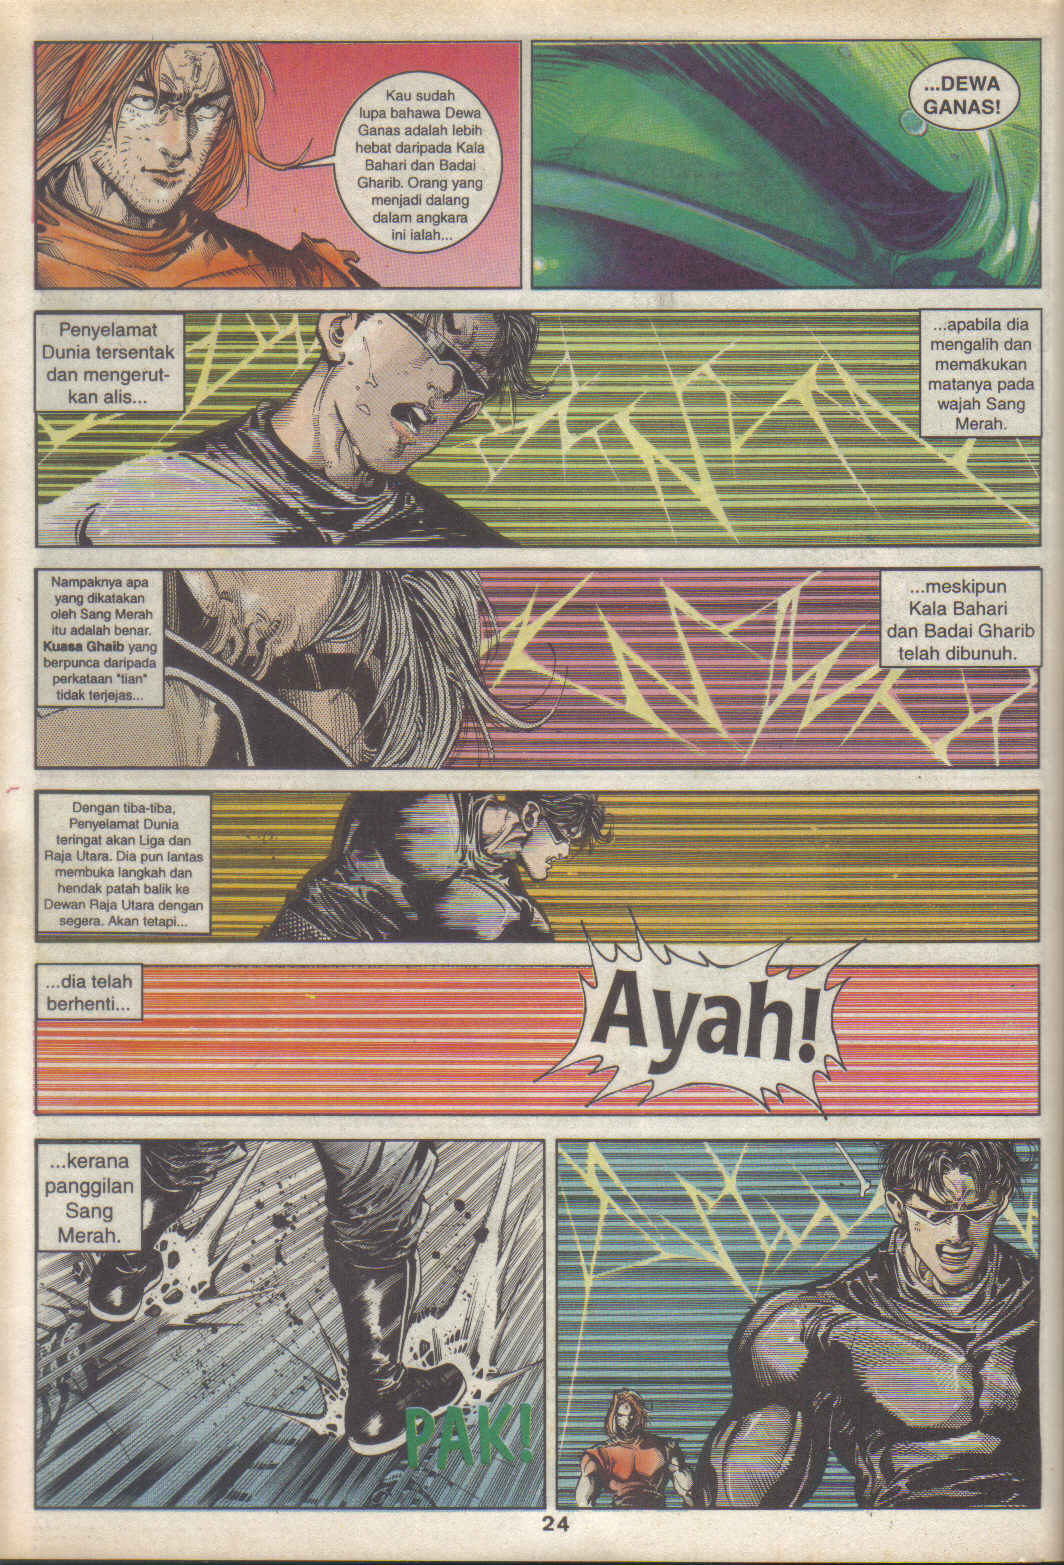 Kau sudah
lupa bahawa Dewa
Ganas adalah lebih
hebat daripada Kala
Bahari dan Badai
Gharib. Orang yang
menjadi dalang
dalam angkara
ini ialah...
...DEWA
GANAS!
Penyelamat
Dunia tersentak
dan mengerut-
kan alis...
...apabila dia
mengalih dan
memakukan
matanya pada
wajah Sang
Merah.
Nampaknya apa
yang dikatakan
oleh Sang Merah
itu adalah benar.
Kuasa Ghaib yang
berpunca daripada
perkataan "tian"
tidak terjejas...
...meskipun
Kala Bahari
dan Badai Gharib
telah dibunuh.
Dengan tiba-tiba,
Penyelamat Dunia
teringat akan Liga dan
Raja Utara. Dia pun lantas
membuka langkah dan
hendak patah balik ke
Dewan Raja Utara dengan
segera. Akan tetapi...
...dia telah
berhenti...
Ayah!
...kerana
panggilan
Sang
Merah.
PAK!
24